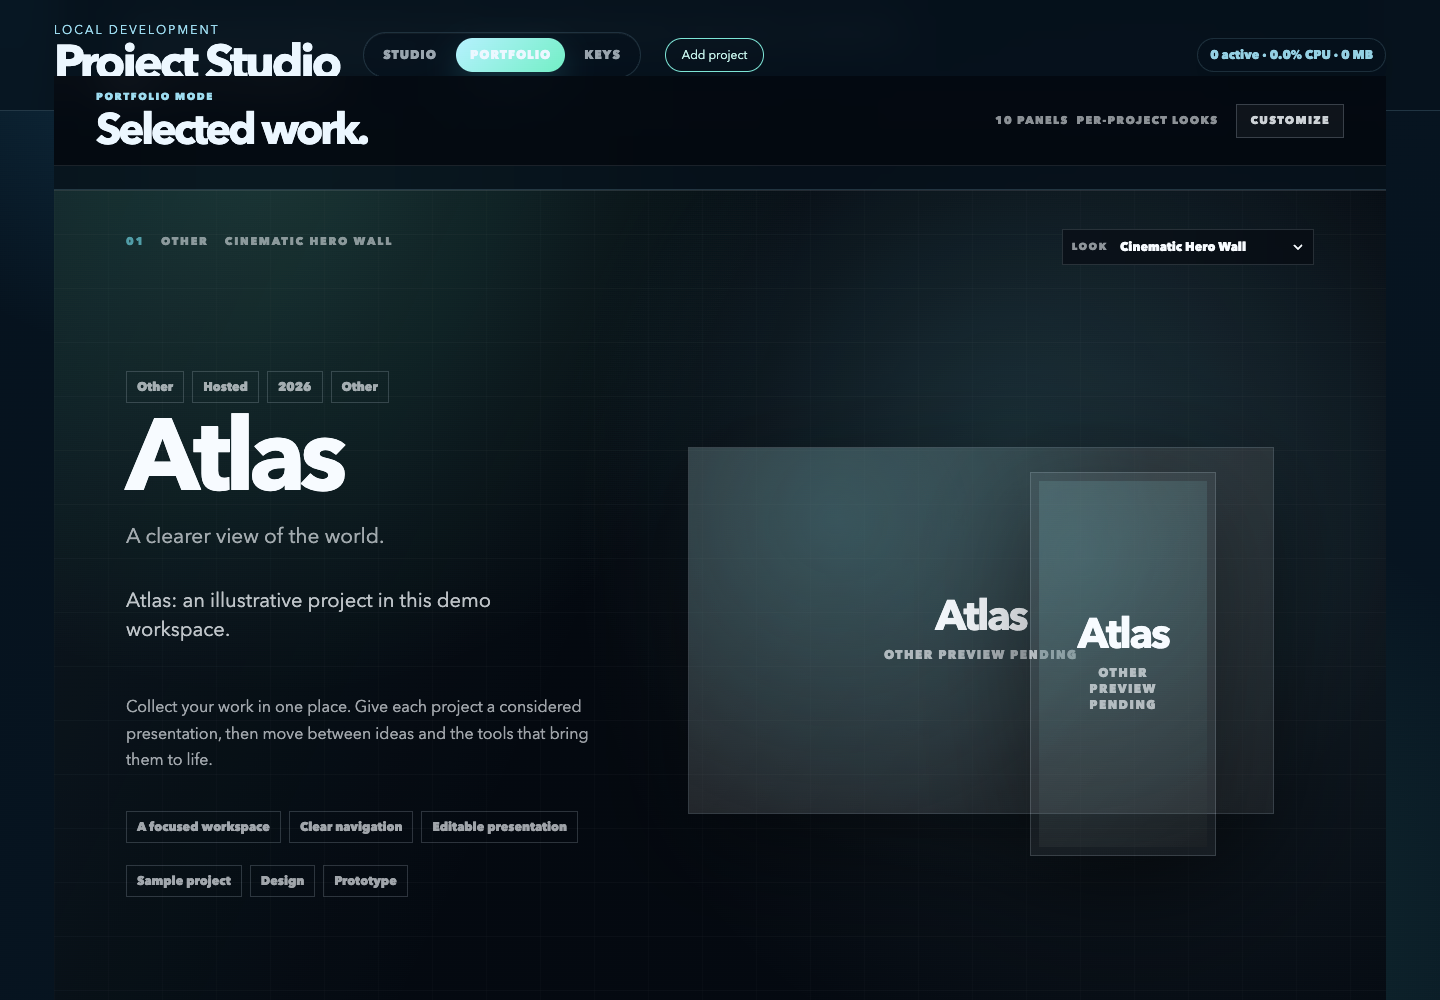 LOCAL DEVELOPMENT
Project Studio
STUDIO
PORTFOLIO
KEYS
Add project
0 active • 0.0% CPU • 0 MB
PORTFOLIO MODE
Selected work.
10 PANELS PER-PROJECT LOOKS
CUSTOMIZE
01 OTHER CINEMATIC HERO WALL
LOOK Cinematic Hero Wall
Other
Hosted
2026
Other
Atlas
A clearer view of the world.
Atlas: an illustrative project in this demo
workspace.
Collect your work in one place. Give each project a considered
presentation, then move between ideas and the tools that bring
them to life.
A focused workspace
Clear navigation
Editable presentation
Sample project
Design
Prototype
Atlas
OTHER PREVIEW PENDING
Atlas
OTHER
PREVIEW
PENDING